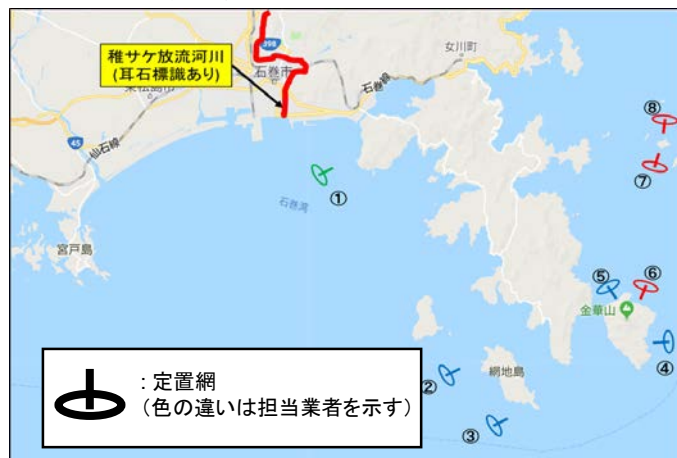 稚サケ放流河川
(耳石標識あり)
398
女川町
石巻市
東松島市
石巻線
45
仙石線
石巻湾
宮戸島
①
⑧
⑦
⑤
⑥
金華山
④
②
網地島
③
：定置網
（色の違いは担当業者を示す）